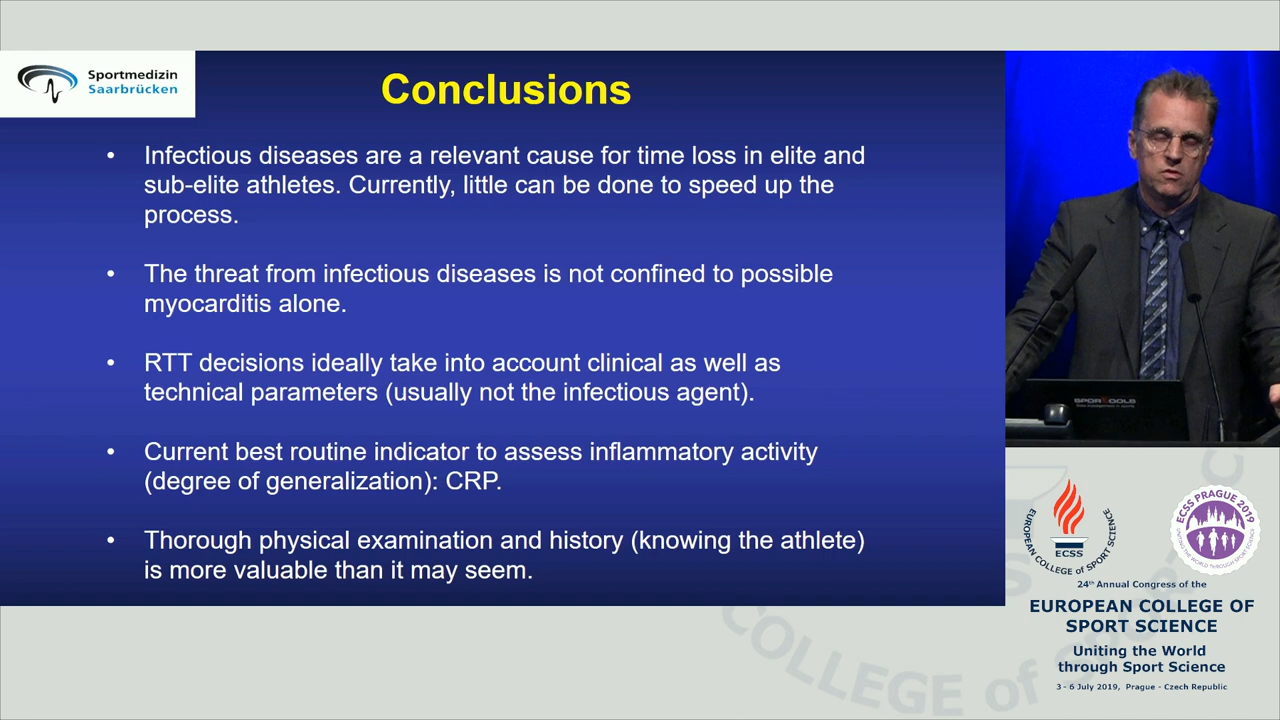 Sportmedizin
Saarbrücken
Conclusions
• Infectious diseases are a relevant cause for time loss in elite and
sub-elite athletes. Currently, little can be done to speed up the
process.
• The threat from infectious diseases is not confined to possible
myocarditis alone.
• RTT decisions ideally take into account clinical as well as
technical parameters (usually not the infectious agent).
• Current best routine indicator to assess inflammatory activity
(degree of generalization): CRP.
• Thorough physical examination and history (knowing the athlete)
is more valuable than it may seem.
EUROPEAN COLLEGE of SPORT SCIENCE
ECSS
ECSS PRAGUE 2019
UNITING THE WORLD THROUGH SPORT SCIENCE
24th Annual Congress of the
EUROPEAN COLLEGE OF
SPORT SCIENCE
Uniting the World
through Sport Science
3 - 6 July 2019, Prague - Czech Republic
COLLEGE of